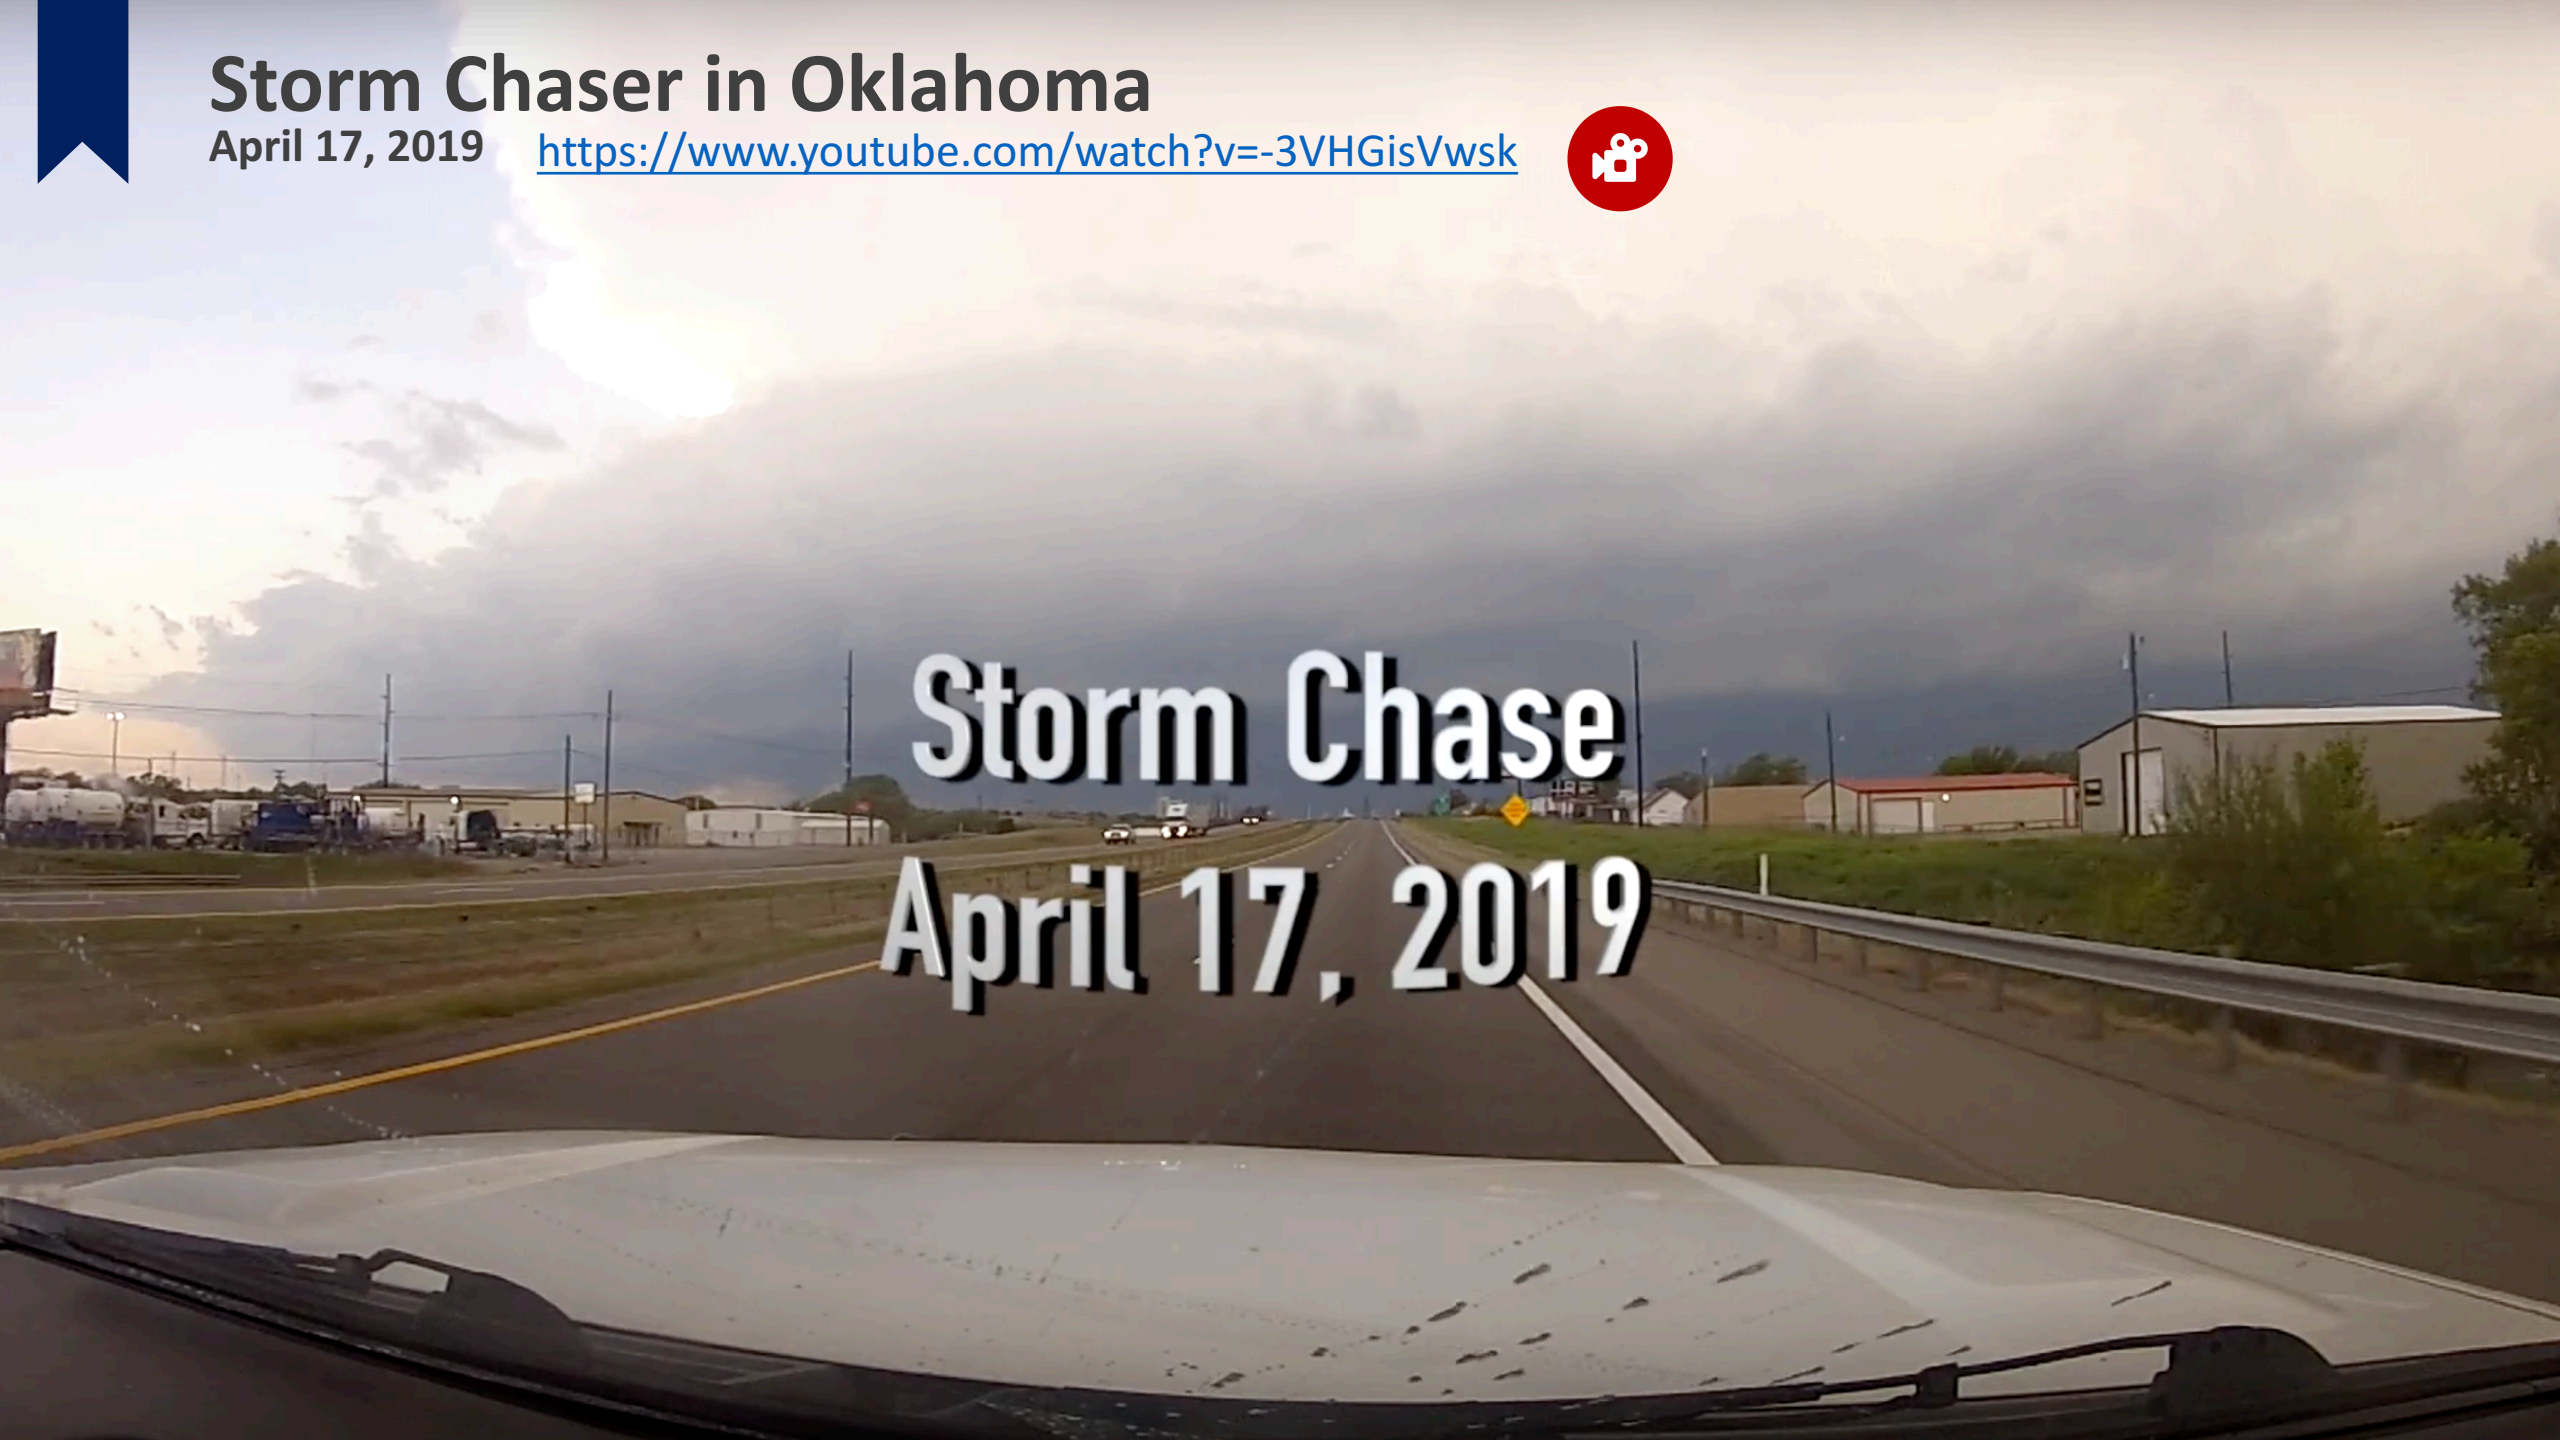 Storm Chaser in Oklahoma
April 17, 2019 https://www.youtube.com/watch?v=-3VHGisVwsk
Storm Chase
April 17, 2019